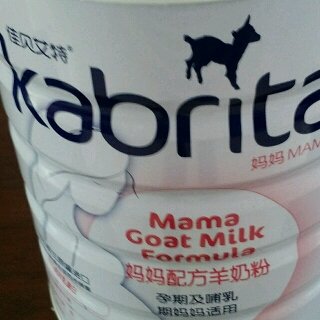 佳贝艾特®
kabrita
妈妈 MAM
Mama
Goat Milk
Formula
妈妈配方羊奶粉
孕期及哺乳
期妈妈适用